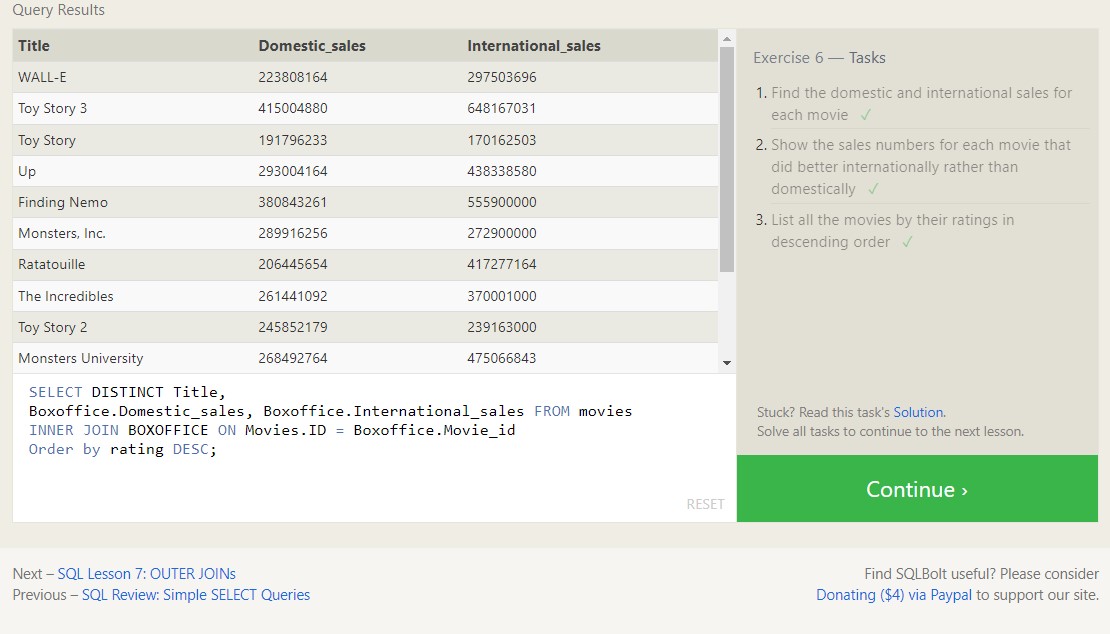 Query Results
Title Domestic_sales International_sales
WALL-E 223808164 297503696
Toy Story 3 415004880 648167031
Toy Story 191796233 170162503
Up 293004164 438338580
Finding Nemo 380843261 555900000
Monsters, Inc. 289916256 272900000
Ratatouille 206445654 417277164
The Incredibles 261441092 370001000
Toy Story 2 245852179 239163000
Monsters University 268492764 475066843
SELECT DISTINCT Title,
Boxoffice.Domestic_sales, Boxoffice.International_sales FROM movies
INNER JOIN BOXOFFICE ON Movies.ID = Boxoffice.Movie_id
Order by rating DESC;
RESET
Exercise 6 — Tasks
1. Find the domestic and international sales for
each movie ✓
2. Show the sales numbers for each movie that
did better internationally rather than
domestically ✓
3. List all the movies by their ratings in
descending order ✓
Stuck? Read this task's Solution.
Solve all tasks to continue to the next lesson.
Continue ›
Next – SQL Lesson 7: OUTER JOINs
Previous – SQL Review: Simple SELECT Queries
Find SQLBolt useful? Please consider
Donating ($4) via Paypal to support our site.